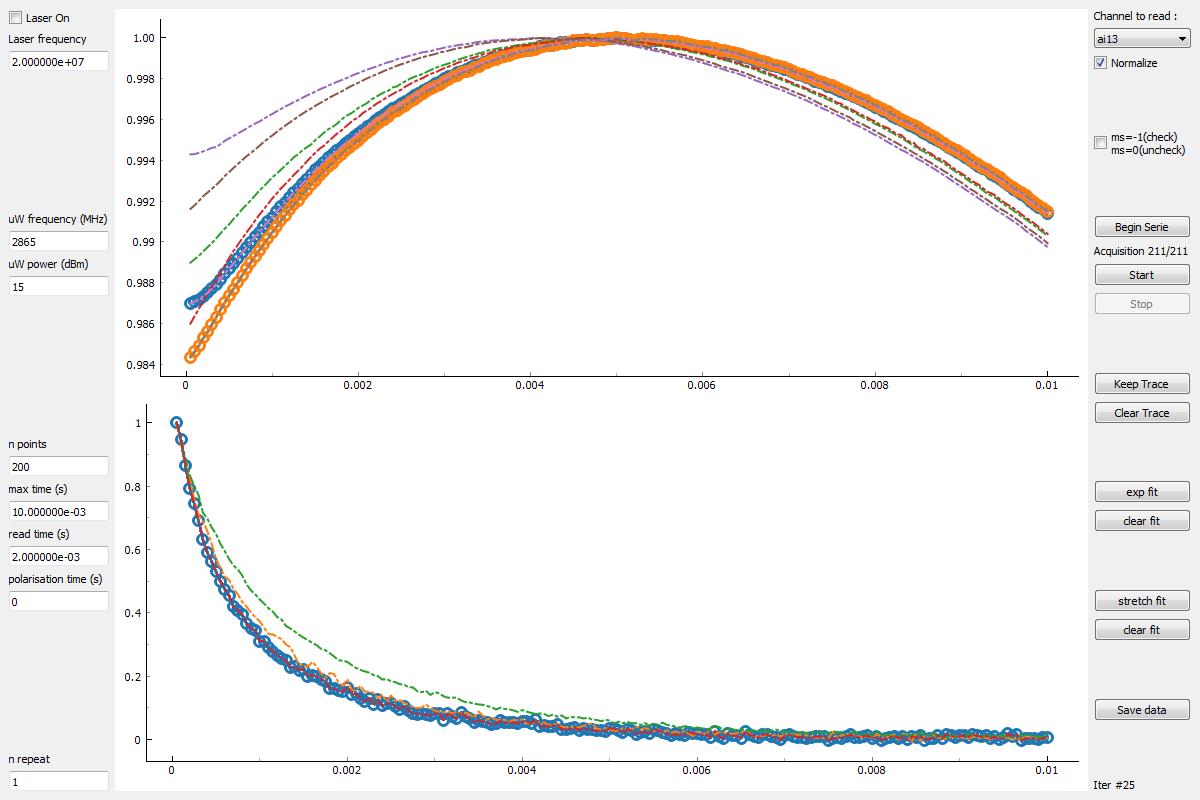 Laser On
Laser frequency
2.000000e+07
uW frequency (MHz)
2865
uW power (dBm)
15
n points
200
max time (s)
10.000000e-03
read time (s)
2.000000e-03
polarisation time (s)
0
n repeat
1
1.00
0.998
0.996
0.994
0.992
0.99
0.988
0.986
0.984
0
0.002
0.004
0.006
0.008
0.01
1
0.8
0.6
0.4
0.2
0
0
0.002
0.004
0.006
0.008
0.01
Channel to read :
ai13
Normalize
ms=-1(check)
ms=0(uncheck)
Begin Serie
Acquisition 211/211
Start
Stop
Keep Trace
Clear Trace
exp fit
clear fit
stretch fit
clear fit
Save data
Iter #25